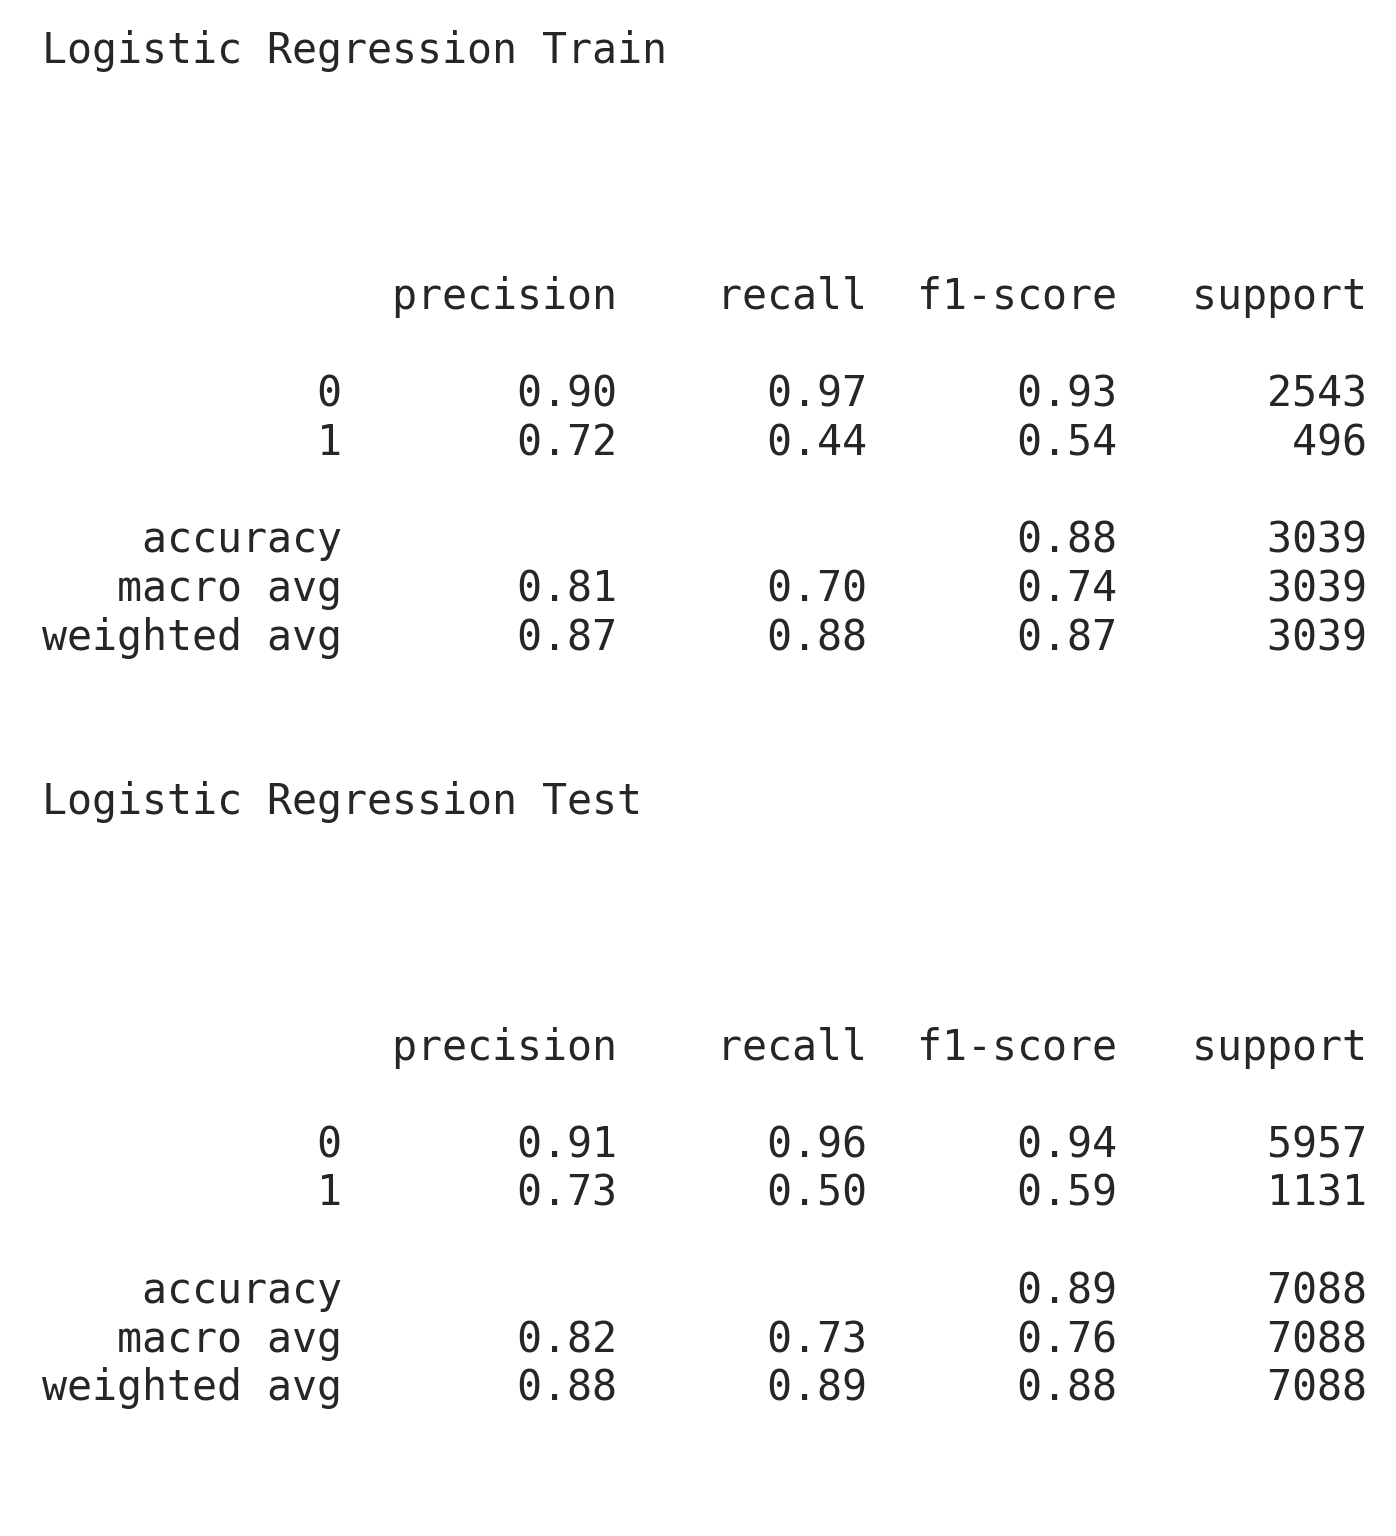 Logistic Regression Train
precision recall f1-score support
0 0.90 0.97 0.93 2543
1 0.72 0.44 0.54 496
accuracy 0.88 3039
macro avg 0.81 0.70 0.74 3039
weighted avg 0.87 0.88 0.87 3039
Logistic Regression Test
precision recall f1-score support
0 0.91 0.96 0.94 5957
1 0.73 0.50 0.59 1131
accuracy 0.89 7088
macro avg 0.82 0.73 0.76 7088
weighted avg 0.88 0.89 0.88 7088